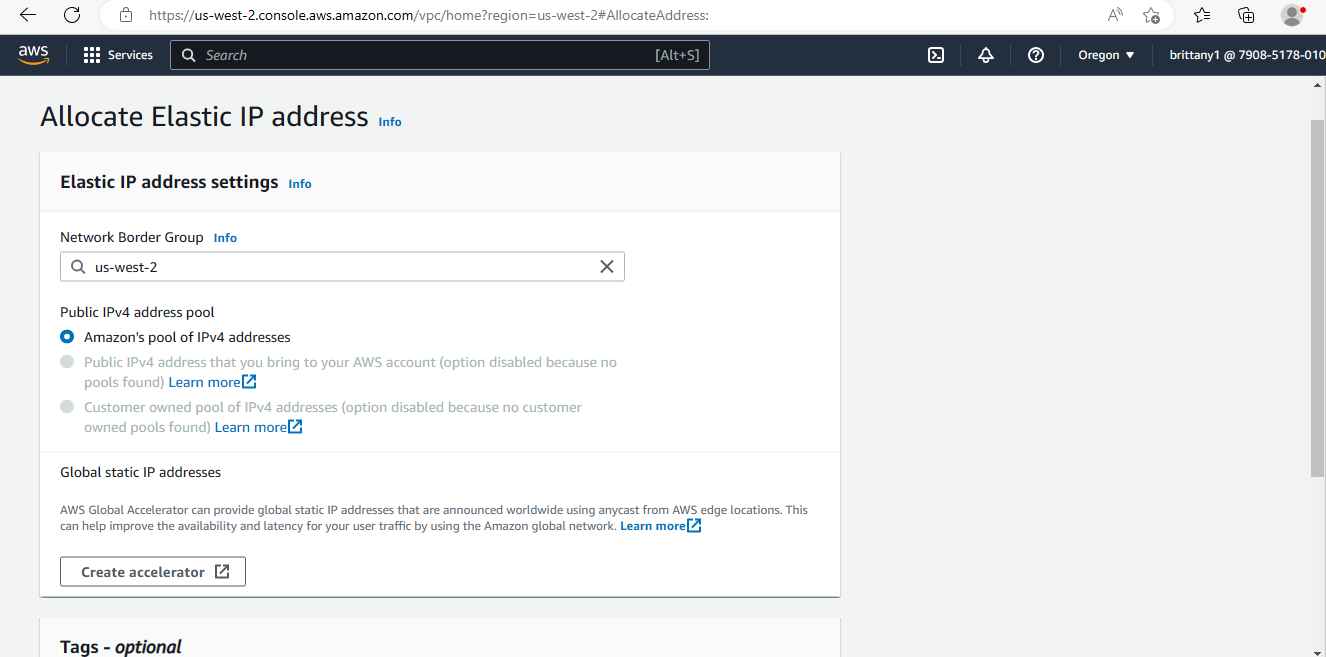 https://us-west-2.console.aws.amazon.com/vpc/home?region=us-west-2#AllocateAddress:
aws Services Search [Alt+S] Oregon brittany1 @ 7908-5178-010
Allocate Elastic IP address Info
Elastic IP address settings Info
Network Border Group Info
us-west-2
Public IPv4 address pool
Amazon's pool of IPv4 addresses
Public IPv4 address that you bring to your AWS account (option disabled because no
pools found) Learn more
Customer owned pool of IPv4 addresses (option disabled because no customer
owned pools found) Learn more
Global static IP addresses
AWS Global Accelerator can provide global static IP addresses that are announced worldwide using anycast from AWS edge locations. This
can help improve the availability and latency for your user traffic by using the Amazon global network. Learn more
Create accelerator
Tags - optional